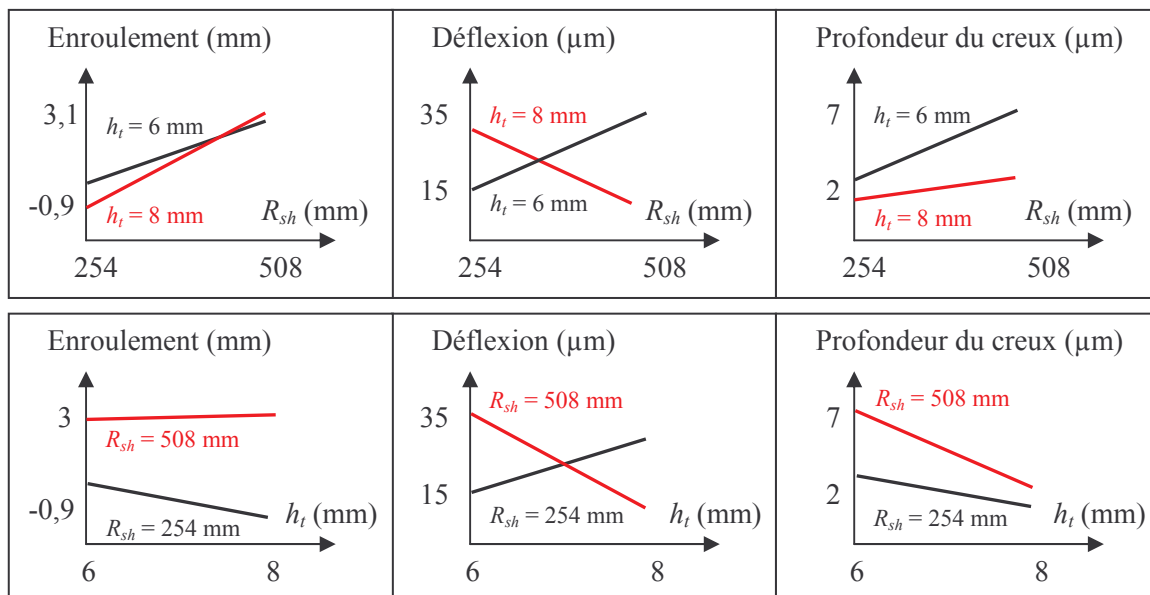 Enroulement (mm)
3,1
h_t = 6 mm
-0,9
h_t = 8 mm
R_sh (mm)
254
508
Déflexion (µm)
35
h_t = 8 mm
15
h_t = 6 mm
R_sh (mm)
254
508
Profondeur du creux (µm)
7
h_t = 6 mm
2
h_t = 8 mm
R_sh (mm)
254
508
Enroulement (mm)
3
R_sh = 508 mm
-0,9
R_sh = 254 mm
h_t (mm)
6
8
Déflexion (µm)
R_sh = 508 mm
35
15
R_sh = 254 mm
h_t (mm)
6
8
Profondeur du creux (µm)
R_sh = 508 mm
7
2
R_sh = 254 mm
h_t (mm)
6
8